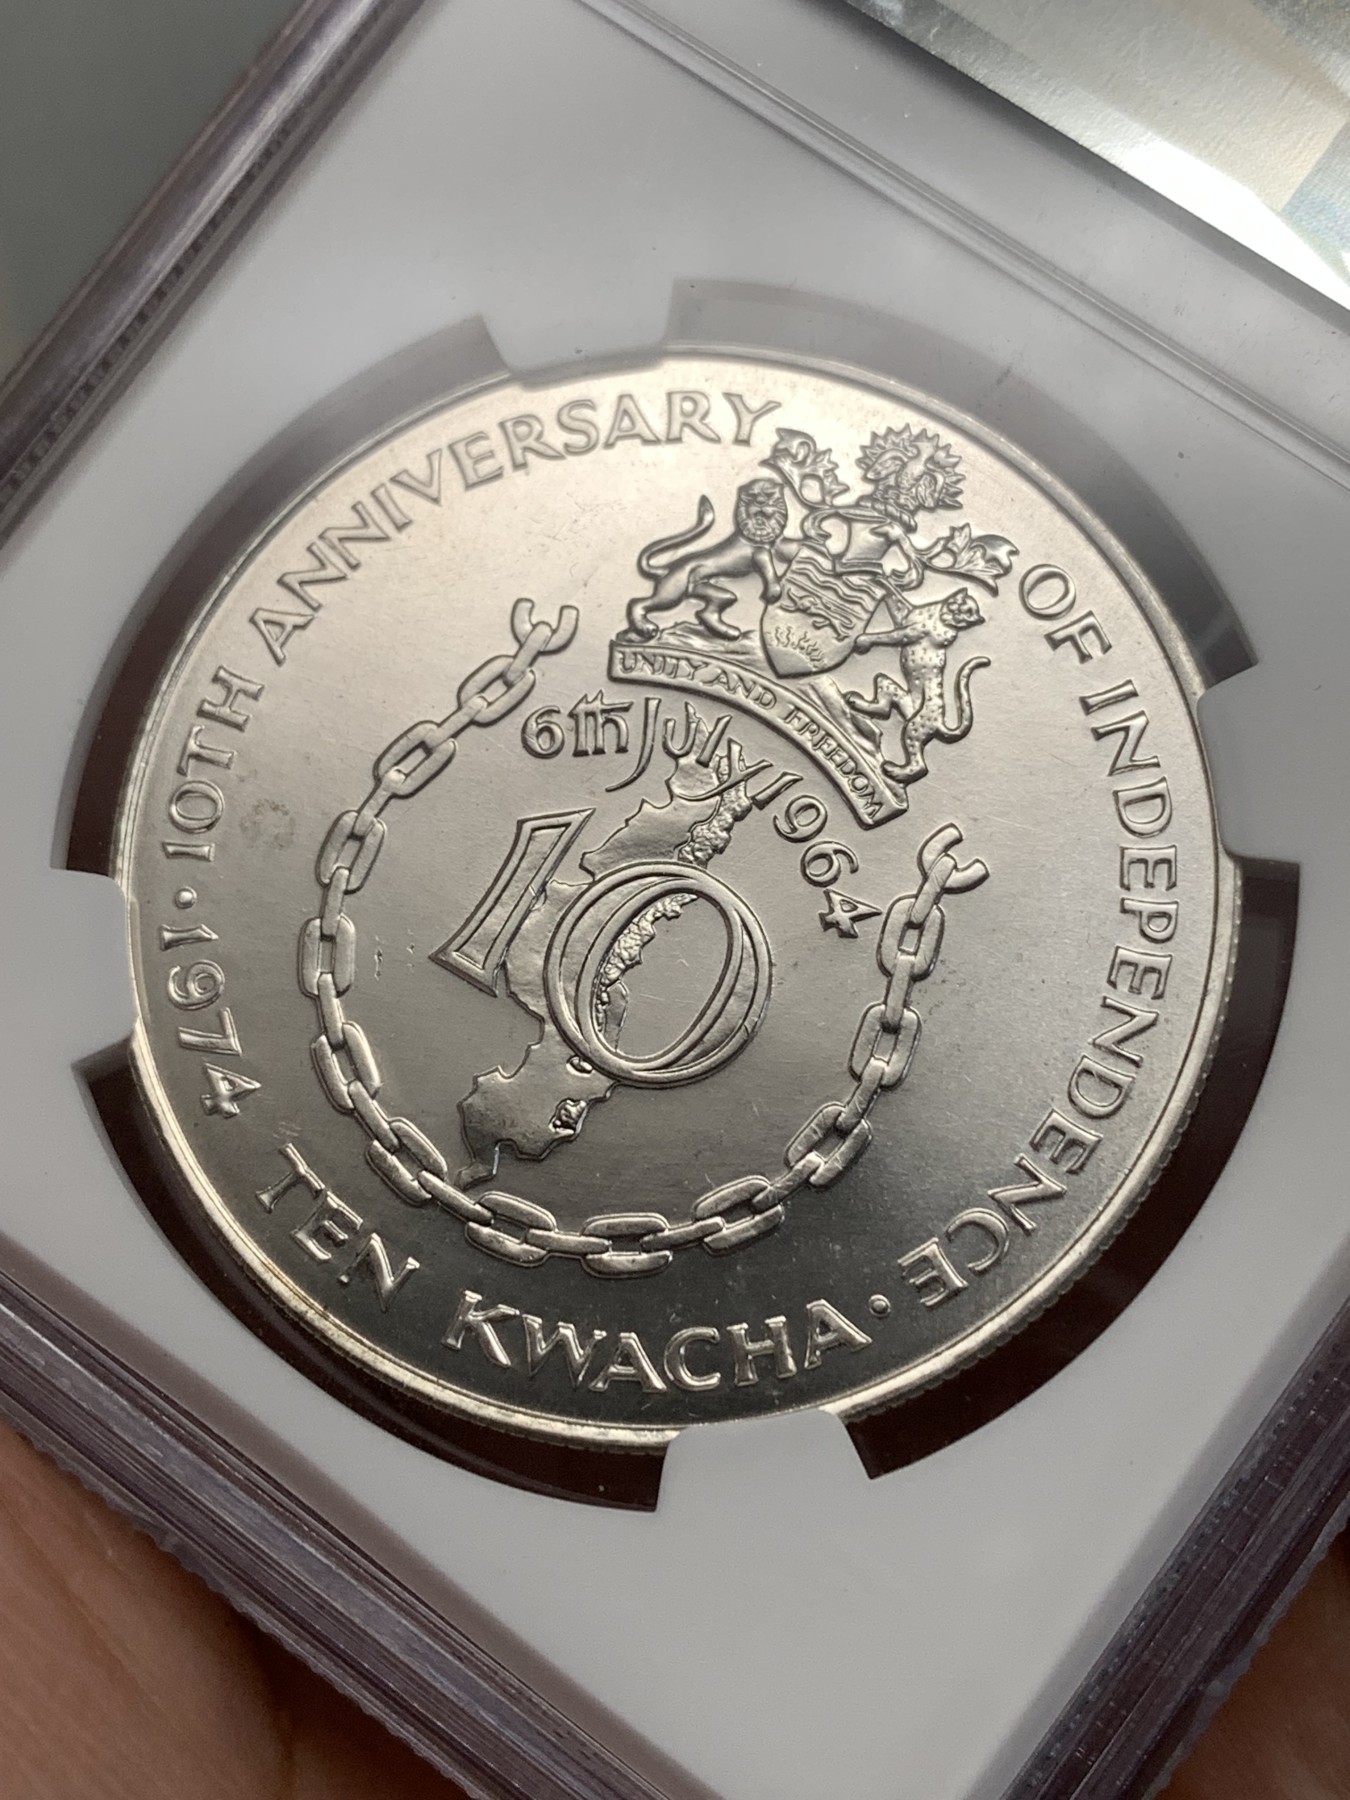 10TH ANNIVERSARY OF INDEPENDENCE
UNITY AND FREEDOM
6th July 1964
10
• 1974 TEN KWACHA •